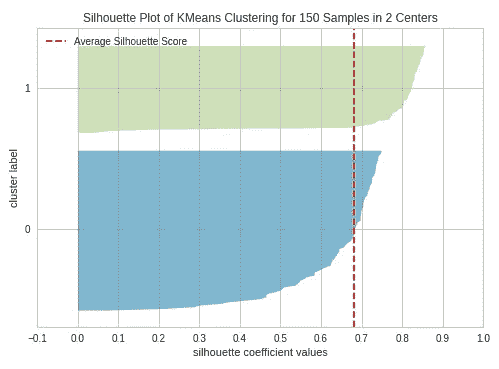 Silhouette Plot of KMeans Clustering for 150 Samples in 2 Centers
Average Silhouette Score
1
cluster label
0
−0.1 0.0 0.1 0.2 0.3 0.4 0.5 0.6 0.7 0.8 0.9 1.0
silhouette coefficient values